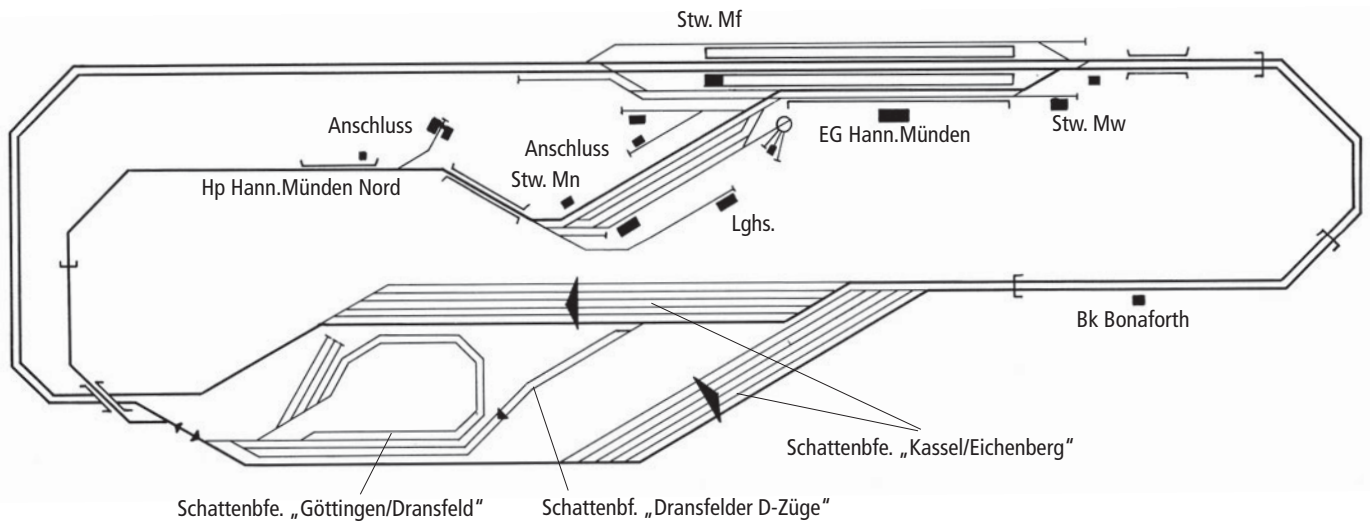 Stw. Mf
Anschluss
Anschluss
EG Hann.Münden
Stw. Mw
Hp Hann.Münden Nord
Stw. Mn
Lghs.
Bk Bonaforth
Schattenbfe. „Kassel/Eichenberg“
Schattenbfe. „Göttingen/Dransfeld“
Schattenbf. „Dransfelder D-Züge“